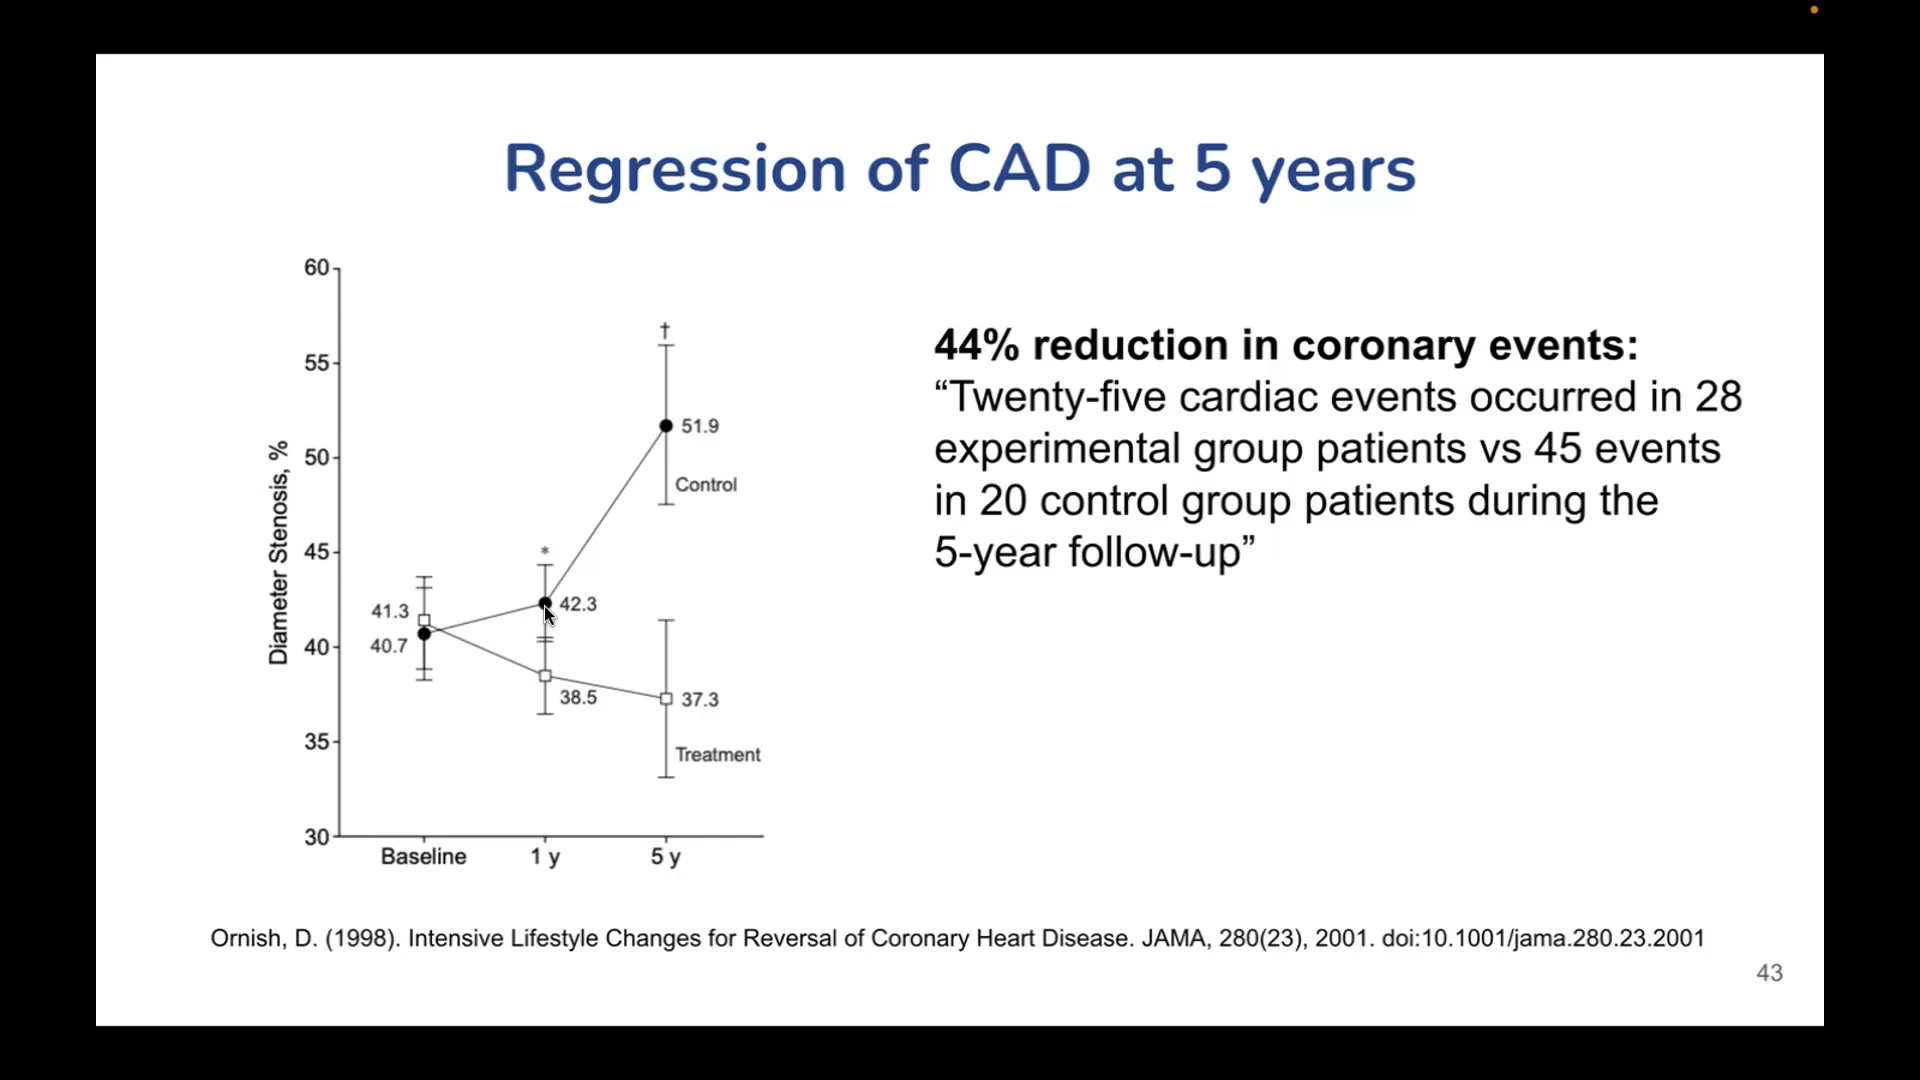 Regression of CAD at 5 years
60
55
50
45
40
35
30
Diameter Stenosis, %
†
51.9
Control
*
42.3
41.3
40.7
38.5
37.3
Treatment
Baseline
1 y
5 y
44% reduction in coronary events:
“Twenty-five cardiac events occurred in 28
experimental group patients vs 45 events
in 20 control group patients during the
5-year follow-up”
Ornish, D. (1998). Intensive Lifestyle Changes for Reversal of Coronary Heart Disease. JAMA, 280(23), 2001. doi:10.1001/jama.280.23.2001
43